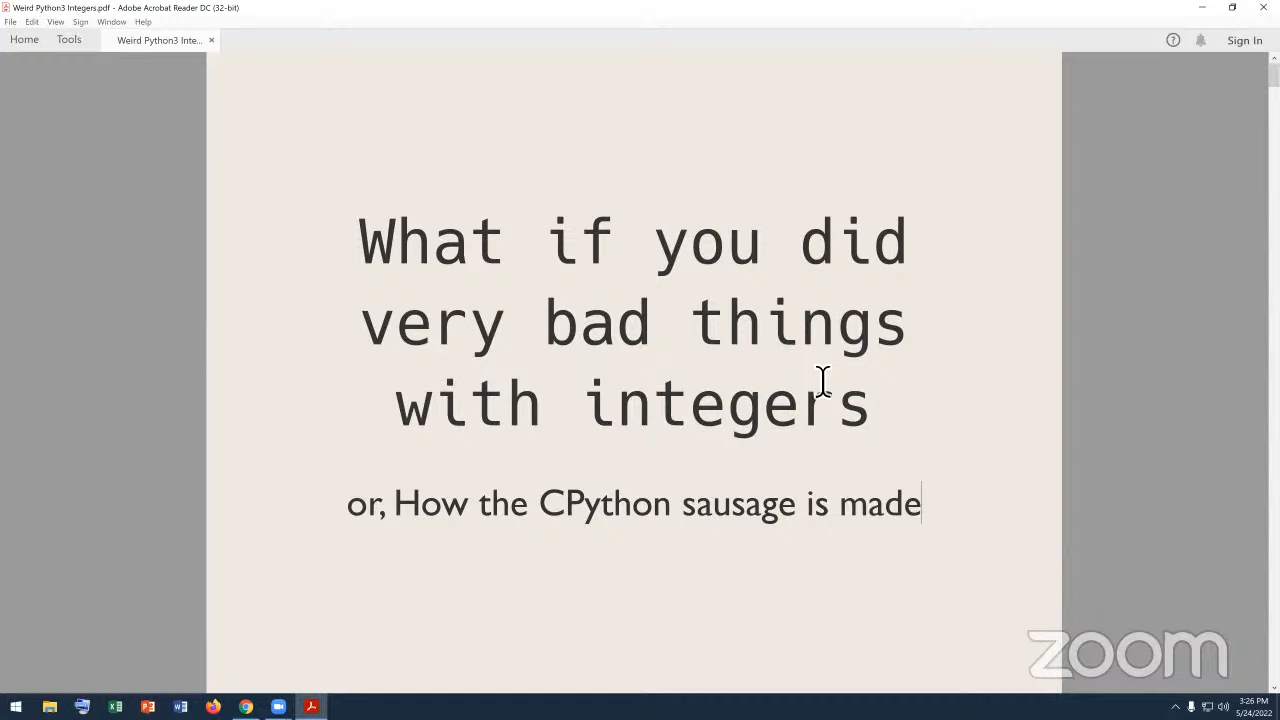 Weird Python3 Integers.pdf - Adobe Acrobat Reader DC (32-bit)
File Edit View Sign Window Help
Home Tools Weird Python3 Inte... × Sign In
What if you did
very bad things
with integers
or, How the CPython sausage is made
zoom
3:26 PM
5/24/2022